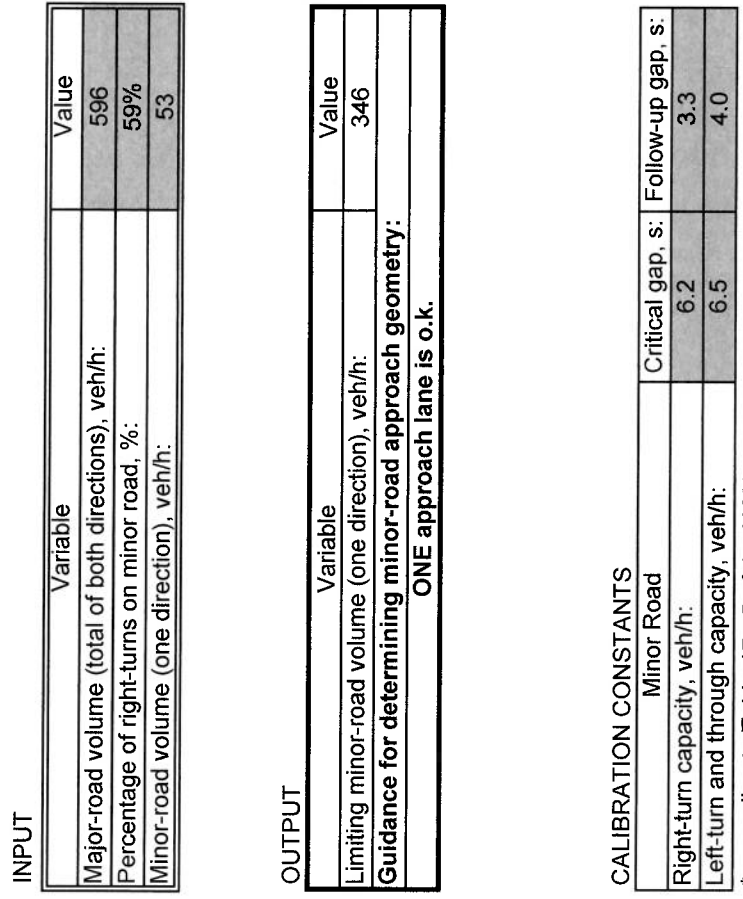 INPUT
Variable Value
Major-road volume (total of both directions), veh/h: 596
Percentage of right-turns on minor road, %: 59%
Minor-road volume (one direction), veh/h: 53
OUTPUT
Variable Value
Limiting minor-road volume (one direction), veh/h: 346
Guidance for determining minor-road approach geometry:
ONE approach lane is o.k.
CALIBRATION CONSTANTS
Minor Road Critical gap, s: Follow-up gap, s:
Right-turn capacity, veh/h: 6.2 3.3
Left-turn and through capacity, veh/h: 6.5 4.0